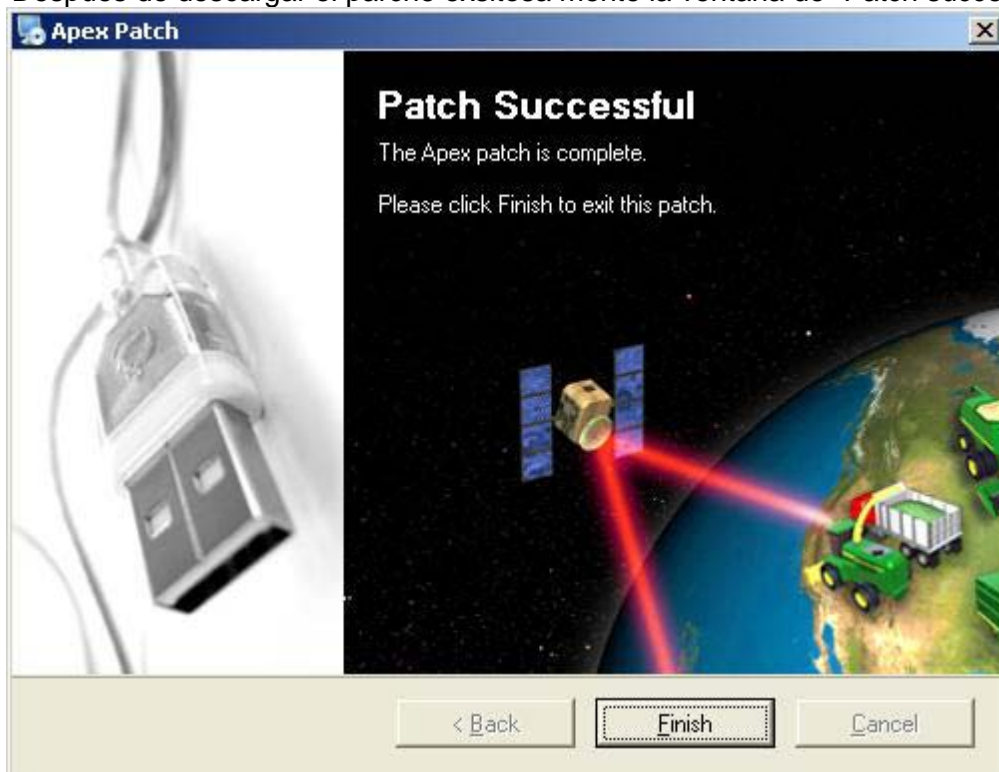 Apex Patch
Patch Successful
The Apex patch is complete.
Please click Finish to exit this patch.
< Back
Finish
Cancel